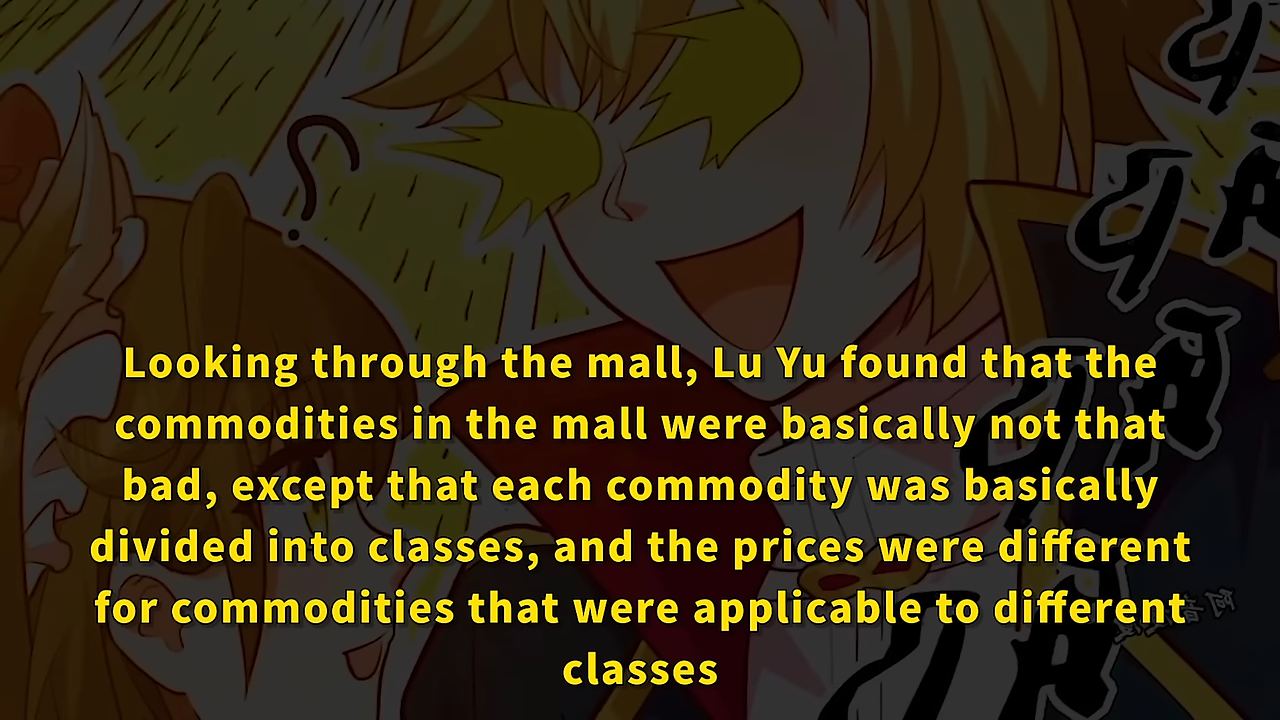 Looking through the mall, Lu Yu found that the
commodities in the mall were basically not that
bad, except that each commodity was basically
divided into classes, and the prices were different
for commodities that were applicable to different
classes
?